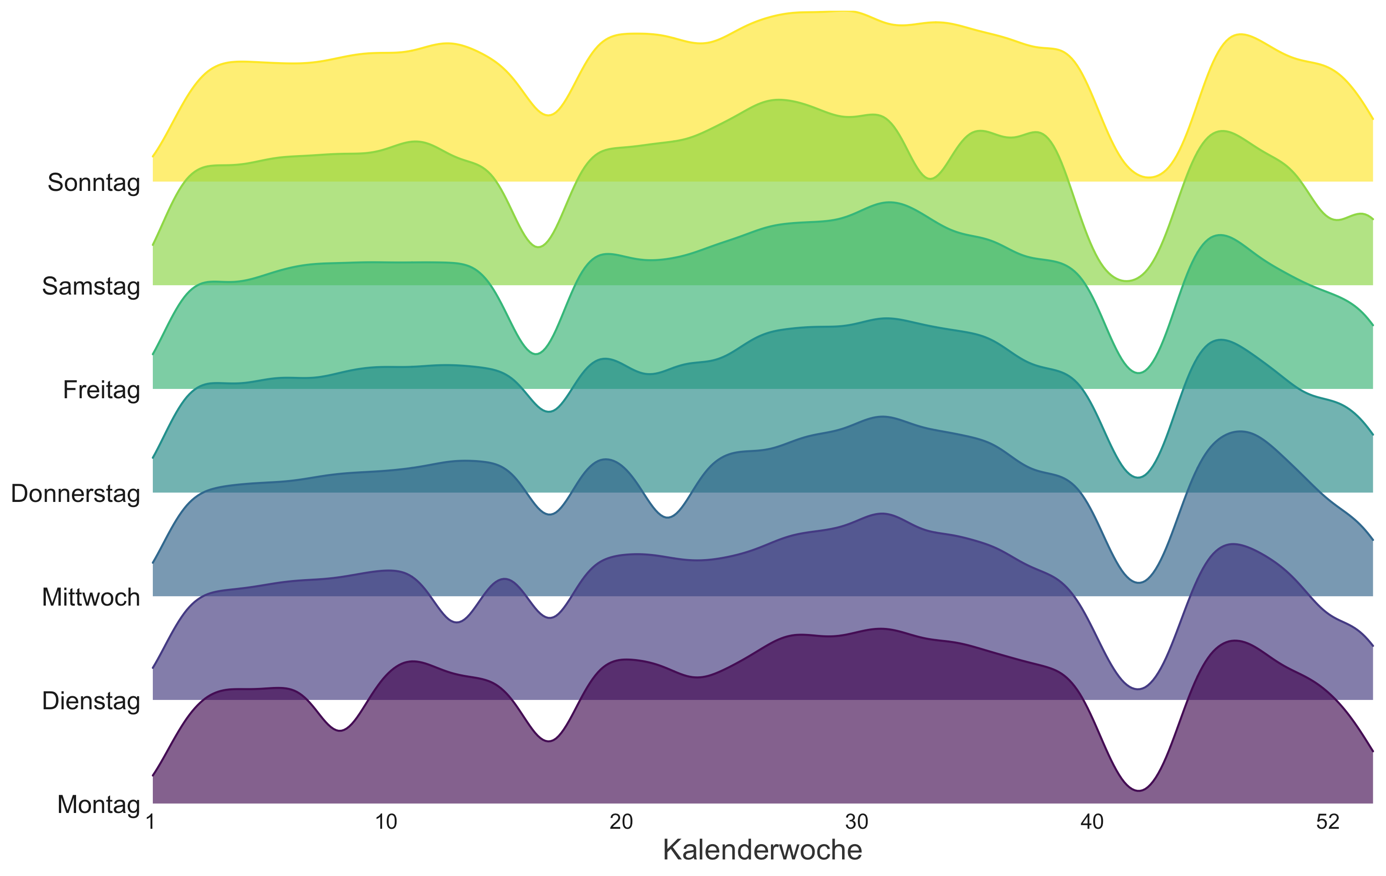 Sonntag
Samstag
Freitag
Donnerstag
Mittwoch
Dienstag
Montag
1 10 20 30 40 52
Kalenderwoche